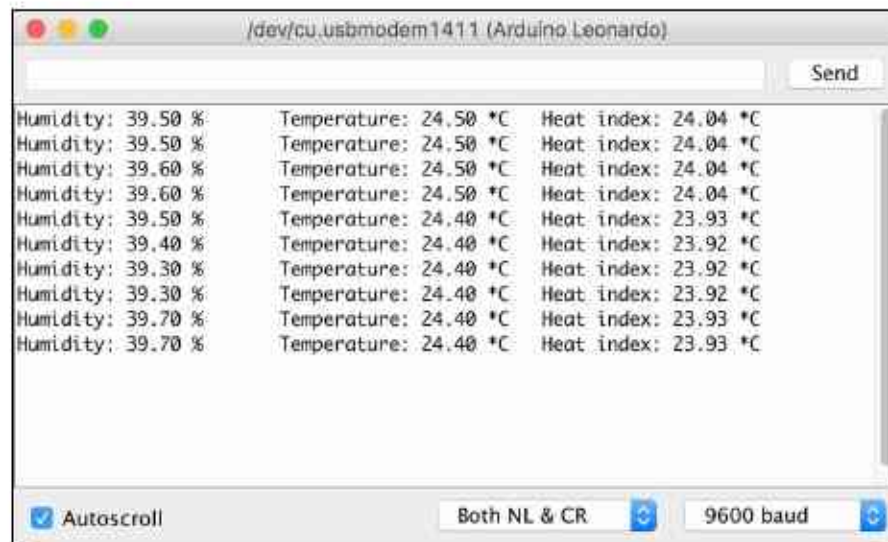 /dev/cu.usbmodem1411 (Arduino Leonardo)
Send
Humidity: 39.50 % Temperature: 24.50 *C Heat index: 24.04 *C
Humidity: 39.50 % Temperature: 24.50 *C Heat index: 24.04 *C
Humidity: 39.60 % Temperature: 24.50 *C Heat index: 24.04 *C
Humidity: 39.60 % Temperature: 24.50 *C Heat index: 24.04 *C
Humidity: 39.50 % Temperature: 24.40 *C Heat index: 23.93 *C
Humidity: 39.40 % Temperature: 24.40 *C Heat index: 23.92 *C
Humidity: 39.30 % Temperature: 24.40 *C Heat index: 23.92 *C
Humidity: 39.30 % Temperature: 24.40 *C Heat index: 23.92 *C
Humidity: 39.70 % Temperature: 24.40 *C Heat index: 23.93 *C
Humidity: 39.70 % Temperature: 24.40 *C Heat index: 23.93 *C
Autoscroll Both NL & CR 9600 baud